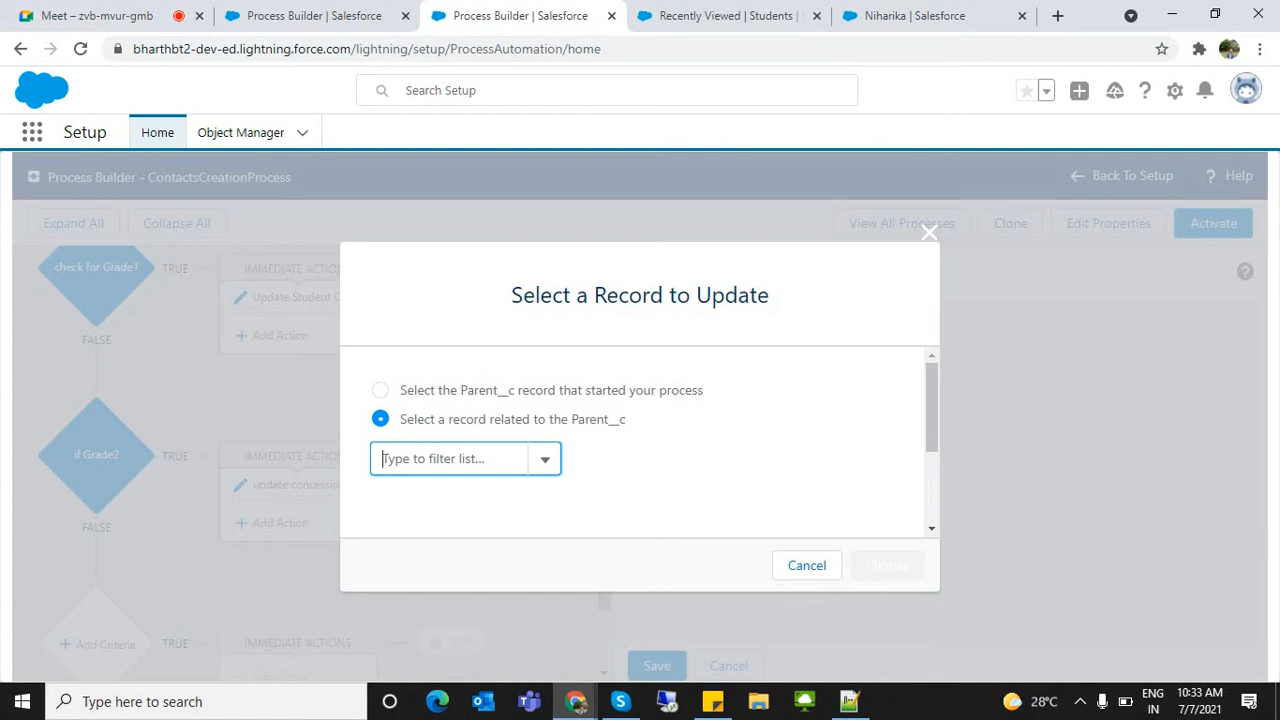 Meet – zvb-mvur-gmb
Process Builder | Salesforce
Process Builder | Salesforce
Recently Viewed | Students |
Niharika | Salesforce
bharthbt2-dev-ed.lightning.force.com/lightning/setup/ProcessAutomation/home
Search Setup
Setup
Home
Object Manager
Process Builder - ContactsCreationProcess
Back To Setup
Help
Expand All
Collapse All
View All Processes
Clone
Edit Properties
Activate
check for Grade1
TRUE
IMMEDIATE ACTIONS
Update Student
Add Action
FALSE
Select a Record to Update
Select the Parent__c record that started your process
Select a record related to the Parent__c
Type to filter list...
if Grade2
TRUE
IMMEDIATE ACTIONS
update concession
Add Action
FALSE
Cancel
Choose
Add Criteria
TRUE
IMMEDIATE ACTIONS
Save
Cancel
Type here to search
28°C
ENG
IN
10:33 AM
7/7/2021